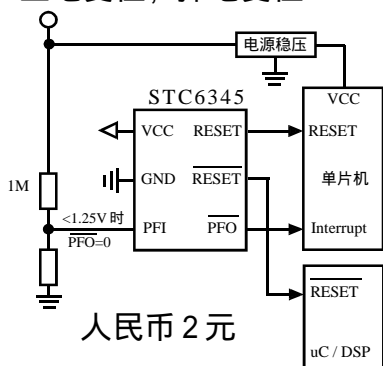 电源稳压
STC6345
VCC
VCC RESET
RESET
GND
RESET
单片机
1M
<1.25V 时
PFI
PFO
Interrupt
PFO=0
RESET
人民币 2 元
uC / DSP